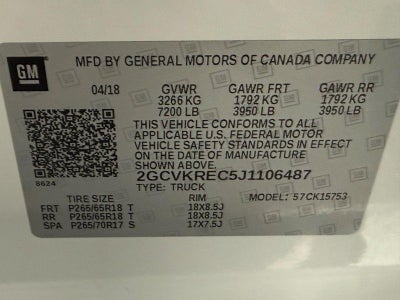 GM
MFD BY GENERAL MOTORS OF CANADA COMPANY
04/18 GVWR GAWR FRT GAWR RR
3266 KG 1792 KG 1792 KG
7200 LB 3950 LB 3950 LB
THIS VEHICLE CONFORMS TO ALL
APPLICABLE U.S. FEDERAL MOTOR
VEHICLE SAFETY STANDARDS IN EFFECT
ON THE DATE OF MANUFACTURE SHOWN ABOVE.
8624
2GCVKREC5J1106487
TYPE: TRUCK MODEL: 57CK15753
TIRE SIZE RIM
FRT P265/65R18 T 18X8.5J
RR P265/65R18 T 18X8.5J
SPA P265/70R17 S 17X7.5J